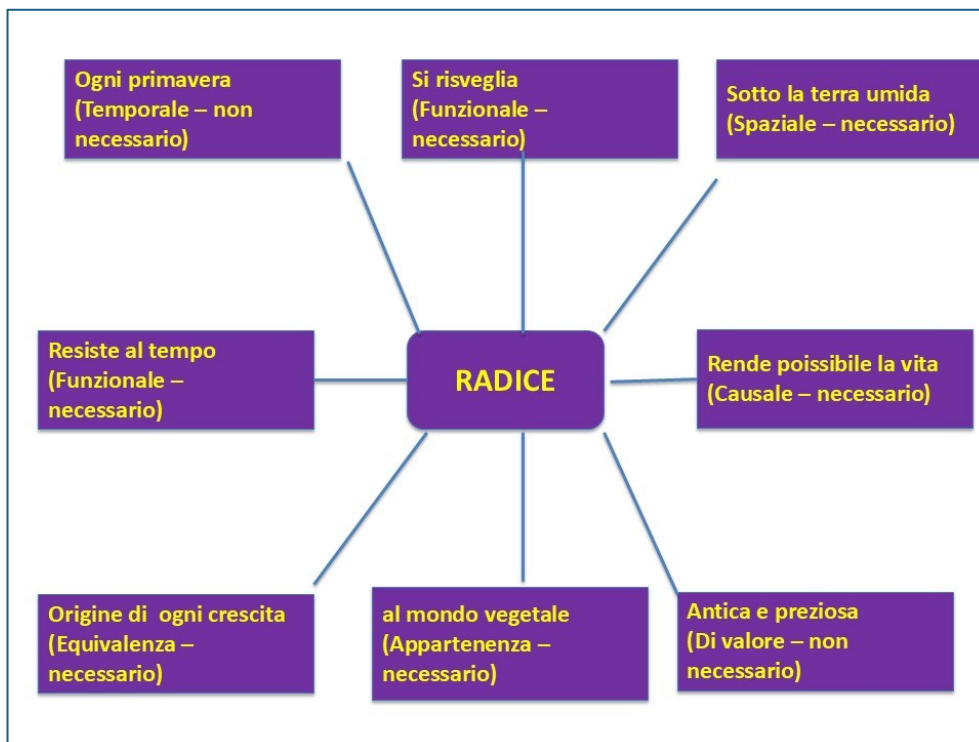 Ogni primavera
(Temporale – non
necessario)
Si risveglia
(Funzionale –
necessario)
Sotto la terra umida
(Spaziale – necessario)
Resiste al tempo
(Funzionale –
necessario)
RADICE
Rende poissibile la vita
(Causale – necessario)
Origine di ogni crescita
(Equivalenza –
necessario)
al mondo vegetale
(Appartenenza –
necessario)
Antica e preziosa
(Di valore – non
necessario)